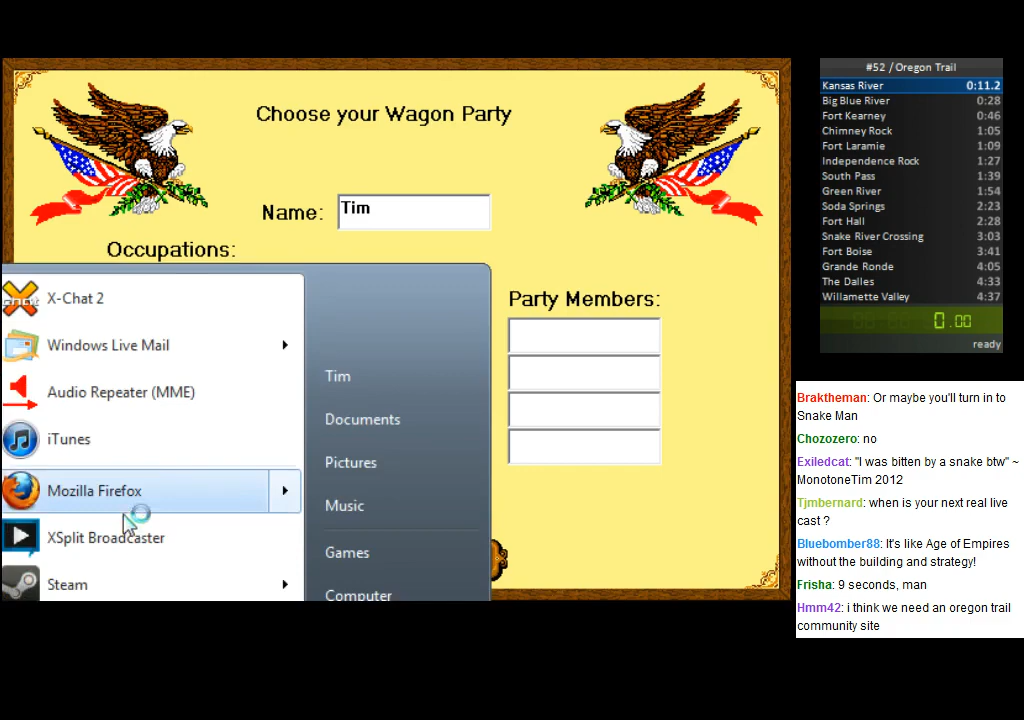 Choose your Wagon Party
Name: Tim
Occupations:
Party Members:
X-Chat 2
Windows Live Mail
Audio Repeater (MME)
iTunes
Mozilla Firefox
XSplit Broadcaster
Steam
Tim
Documents
Pictures
Music
Games
Computer
#52 / Oregon Trail
Kansas River 0:11.2
Big Blue River 0:28
Fort Kearney 0:46
Chimney Rock 1:05
Fort Laramie 1:09
Independence Rock 1:27
South Pass 1:39
Green River 1:54
Soda Springs 2:23
Fort Hall 2:28
Snake River Crossing 3:03
Fort Boise 3:41
Grande Ronde 4:05
The Dalles 4:33
Willamette Valley 4:37
0.00
ready
Braktheman: Or maybe you'll turn in to
Snake Man
Chozozero: no
Exiledcat: "I was bitten by a snake btw" ~
MonotoneTim 2012
Tjmbernard: when is your next real live
cast ?
Bluebomber88: It's like Age of Empires
without the building and strategy!
Frisha: 9 seconds, man
Hmm42: i think we need an oregon trail
community site